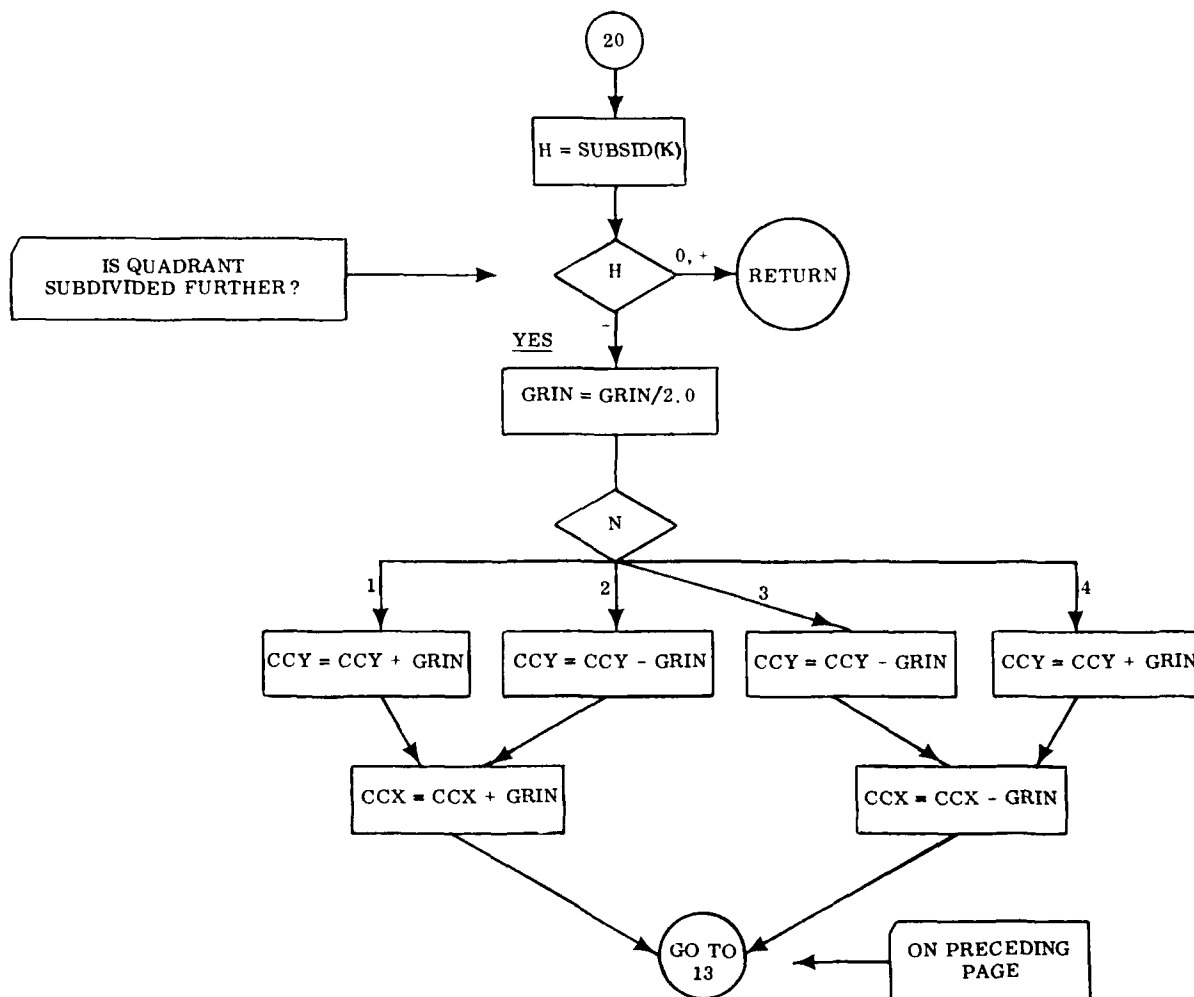 20
H = SUBSID(K)
IS QUADRANT
SUBDIVIDED FURTHER?
H
0, +
RETURN
-
YES
GRIN = GRIN/2.0
N
1
2
3
4
CCY = CCY + GRIN
CCY = CCY - GRIN
CCY = CCY - GRIN
CCY = CCY + GRIN
CCX = CCX + GRIN
CCX = CCX - GRIN
GO TO
13
ON PRECEDING
PAGE